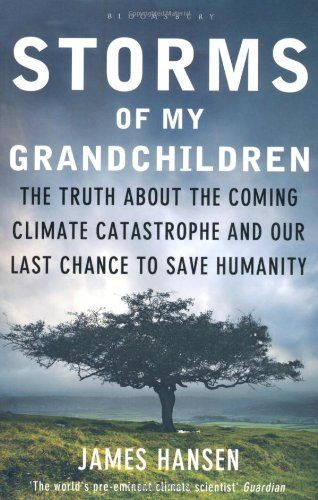 BLOOMSBURY
STORMS
OF MY
GRANDCHILDREN
THE TRUTH ABOUT THE COMING
CLIMATE CATASTROPHE AND OUR
LAST CHANCE TO SAVE HUMANITY
JAMES HANSEN
'The world's pre-eminent climate scientist' Guardian